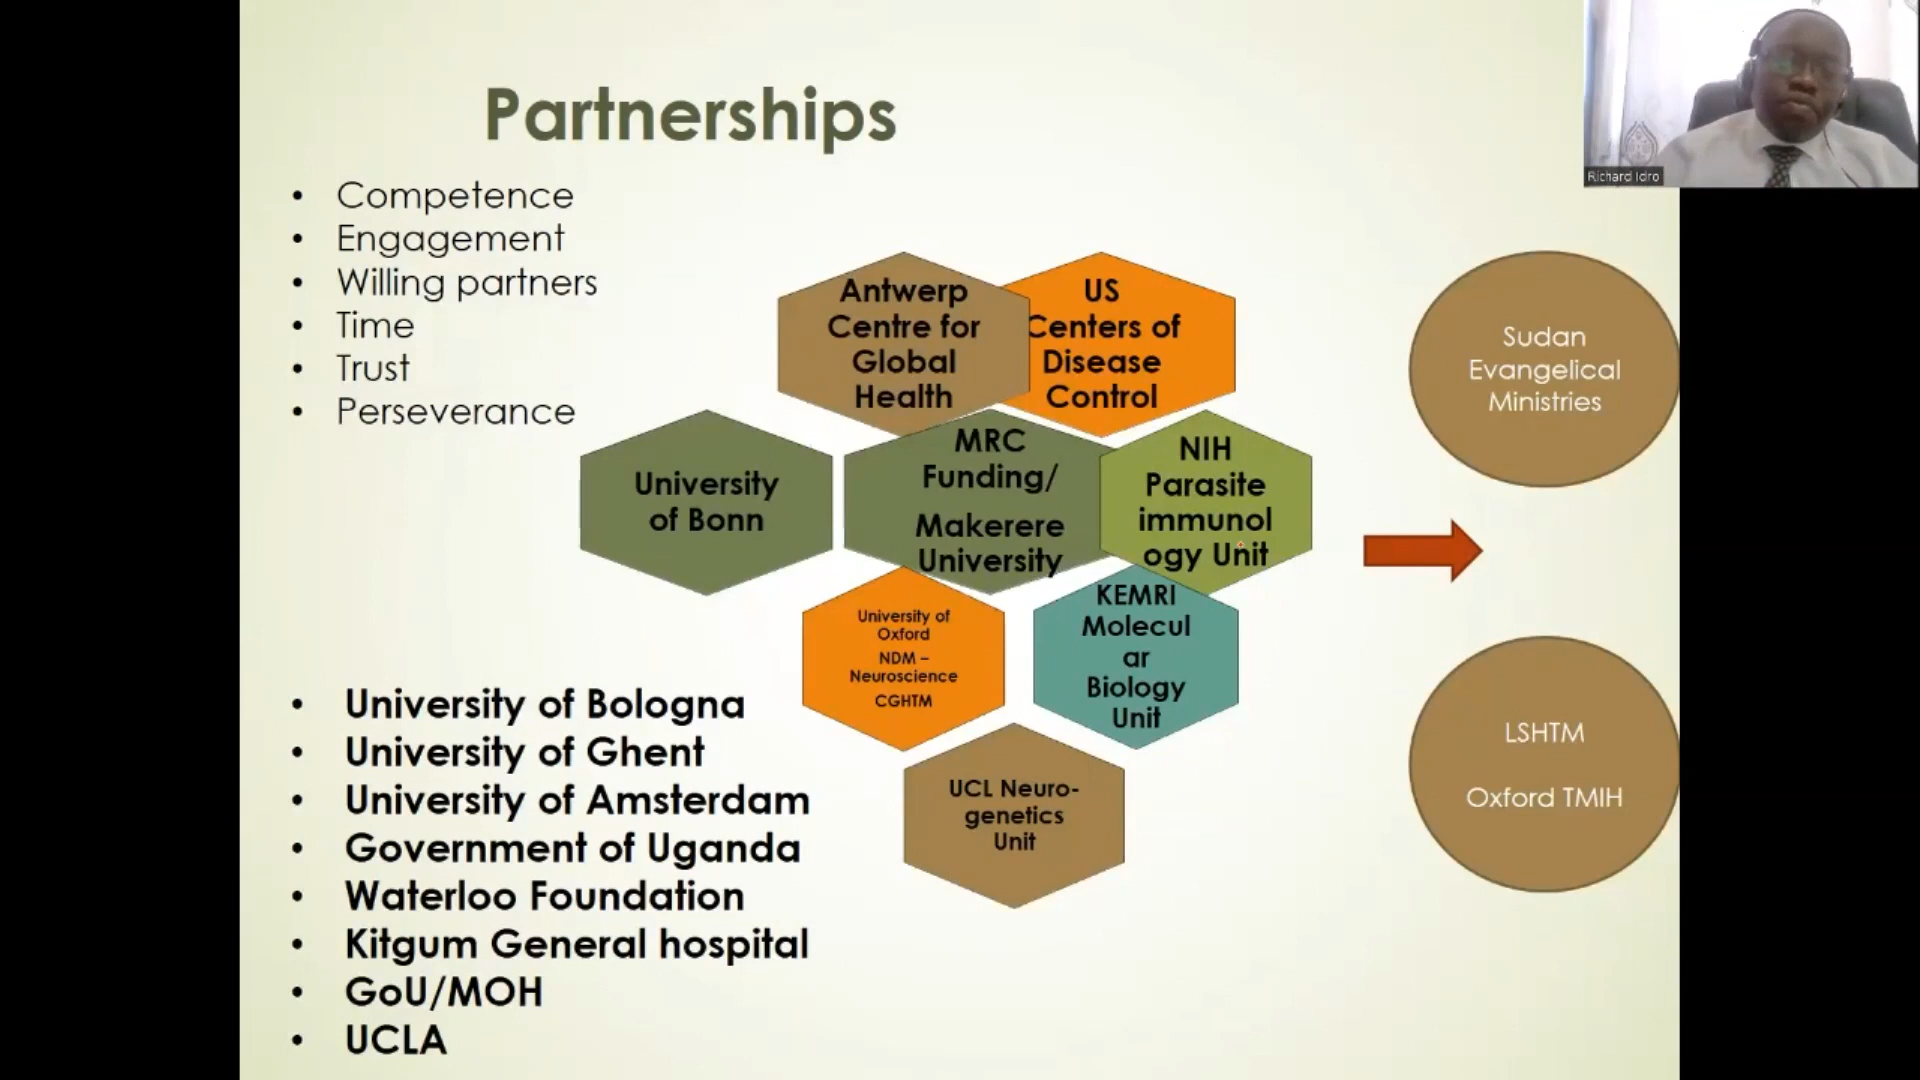 Partnerships
• Competence
• Engagement
• Willing partners
• Time
• Trust
• Perseverance
Antwerp
Centre for
Global
Health
US
Centers of
Disease
Control
University
of Bonn
MRC
Funding/
Makerere
University
NIH
Parasite
immunol
ogy Unit
University of
Oxford
NDM –
Neuroscience
CGHTM
KEMRI
Molecul
ar
Biology
Unit
UCL Neuro-
genetics
Unit
Sudan
Evangelical
Ministries
LSHTM
Oxford TMIH
• University of Bologna
• University of Ghent
• University of Amsterdam
• Government of Uganda
• Waterloo Foundation
• Kitgum General hospital
• GoU/MOH
• UCLA
Richard Idro